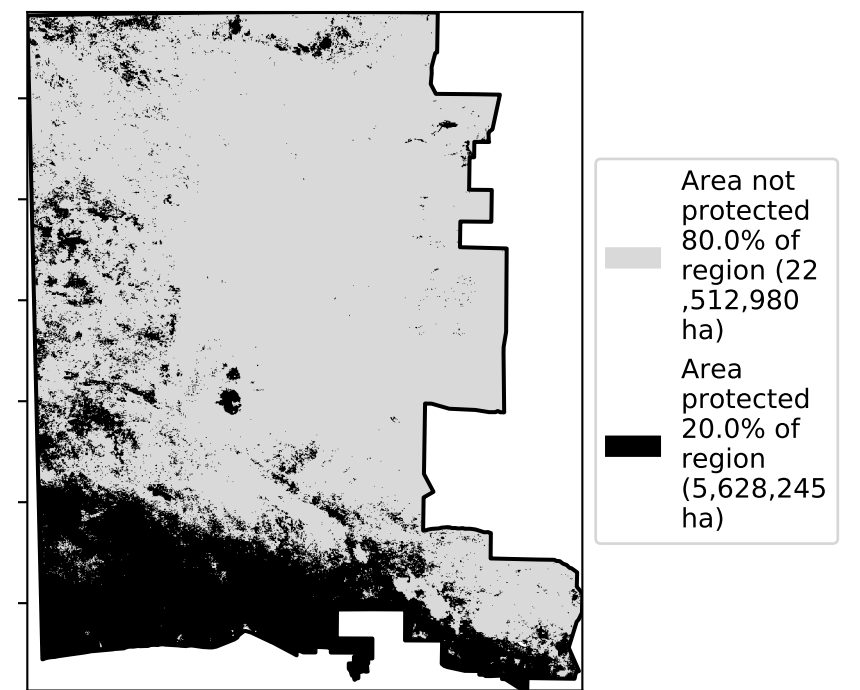 Area not
protected
80.0% of
region (22
,512,980
ha)
Area
protected
20.0% of
region
(5,628,245
ha)